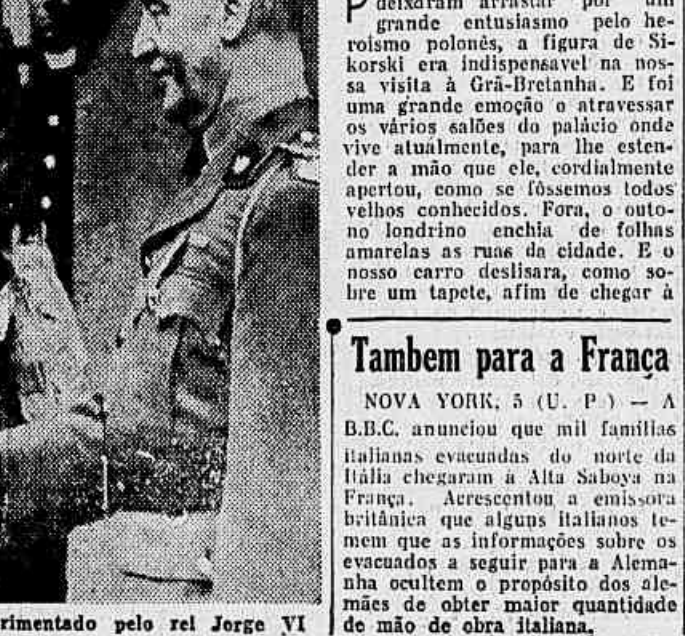 deixaram arrastar por um
grande entusiasmo pelo he-
roismo polonês, a figura de Si-
korski era indispensavel na nos-
sa visita à Grã-Bretanha. E foi
uma grande emoção o atravessar
os vários salões do palácio onde
vive atualmente, para lhe esten-
der a mão que ele, cordialmente
apertou, como se fôssemos todos
velhos conhecidos. Fora, o outo-
no londrino enchia de folhas
amarelas as ruas da cidade. E o
nosso carro deslisara, como so-
bre um tapete, afim de chegar à
Tambem para a França
NOVA YORK, 5 (U. P.) — A
B.B.C. anunciou que mil familias
italianas evacuadas do norte da
Itália chegaram à Alta Saboya na
França. Acrescentou a emissora
britânica que alguns italianos te-
mem que as informações sobre os
evacuados a seguir para a Alema-
nha ocultem o propósito dos ale-
mães de obter maior quantidade
de mão de obra italiana.
rimentado pelo rei Jorge VI